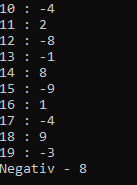 10 : -4
11 : 2
12 : -8
13 : -1
14 : 8
15 : -9
16 : 1
17 : -4
18 : 9
19 : -3
Negativ - 8